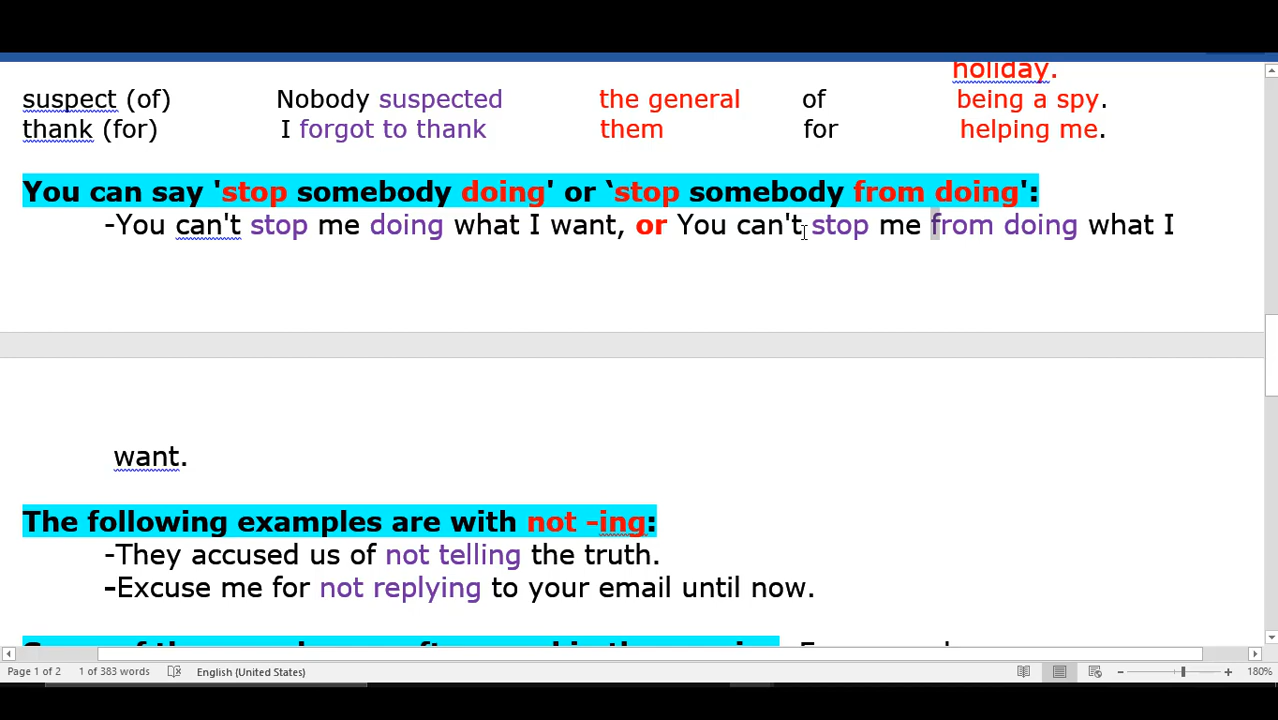 holiday.
suspect (of) Nobody suspected the general of being a spy.
thank (for) I forgot to thank them for helping me.
You can say 'stop somebody doing' or ‘stop somebody from doing':
-You can't stop me doing what I want, or You can't stop me from doing what I
want.
The following examples are with not -ing:
-They accused us of not telling the truth.
-Excuse me for not replying to your email until now.
Page 1 of 2 1 of 383 words English (United States) 180%